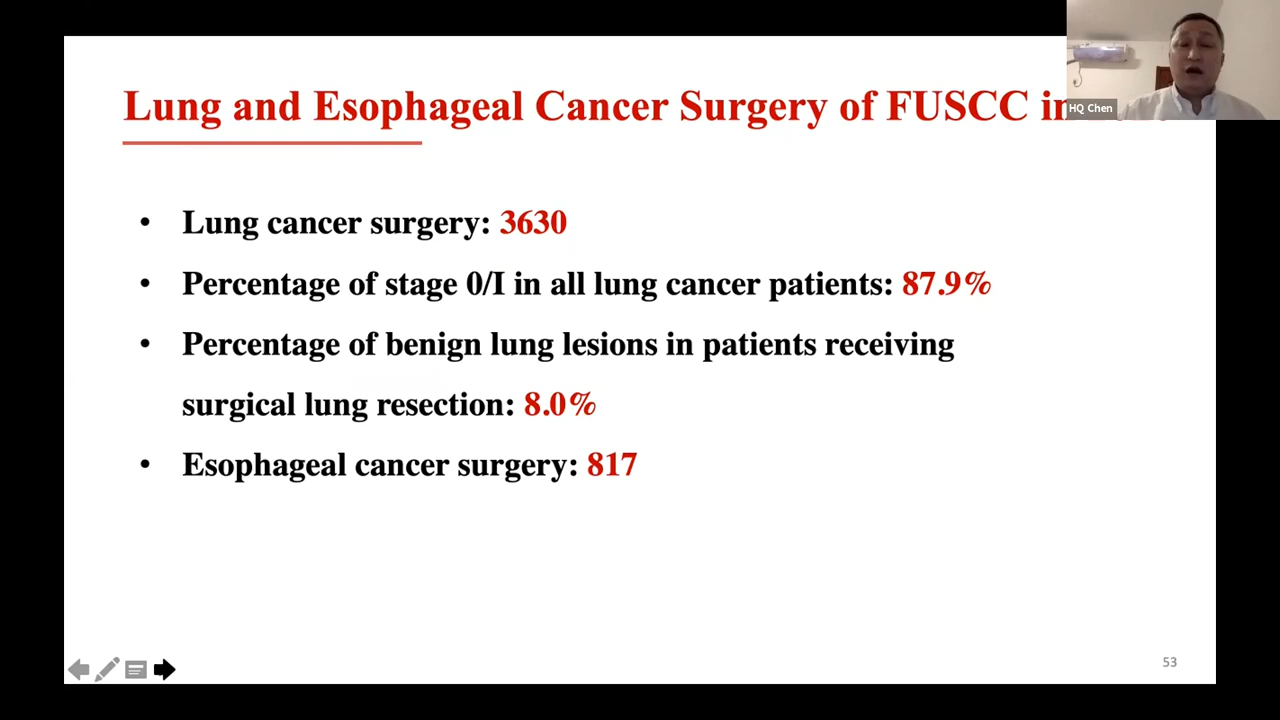 Lung and Esophageal Cancer Surgery of FUSCC in
HQ Chen
• Lung cancer surgery: 3630
• Percentage of stage 0/I in all lung cancer patients: 87.9%
• Percentage of benign lung lesions in patients receiving
surgical lung resection: 8.0%
• Esophageal cancer surgery: 817
53